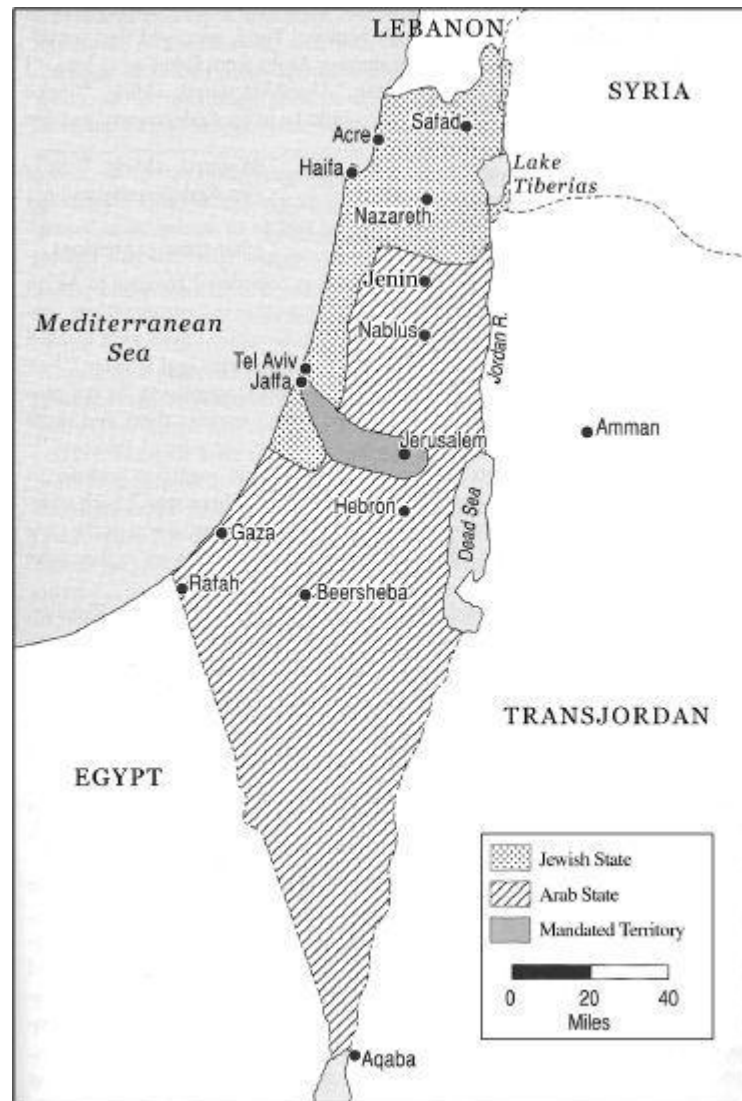 LEBANON
SYRIA
Safad
Acre
Haifa
Lake
Tiberias
Nazareth
Jenin
Mediterranean
Sea
Nablus
Jordan R.
Tel Aviv
Jaffa
Amman
Jerusalem
Hebron
Dead Sea
Gaza
Rafah
Beersheba
TRANSJORDAN
EGYPT
Jewish State
Arab State
Mandated Territory
0 20 40
Miles
Aqaba